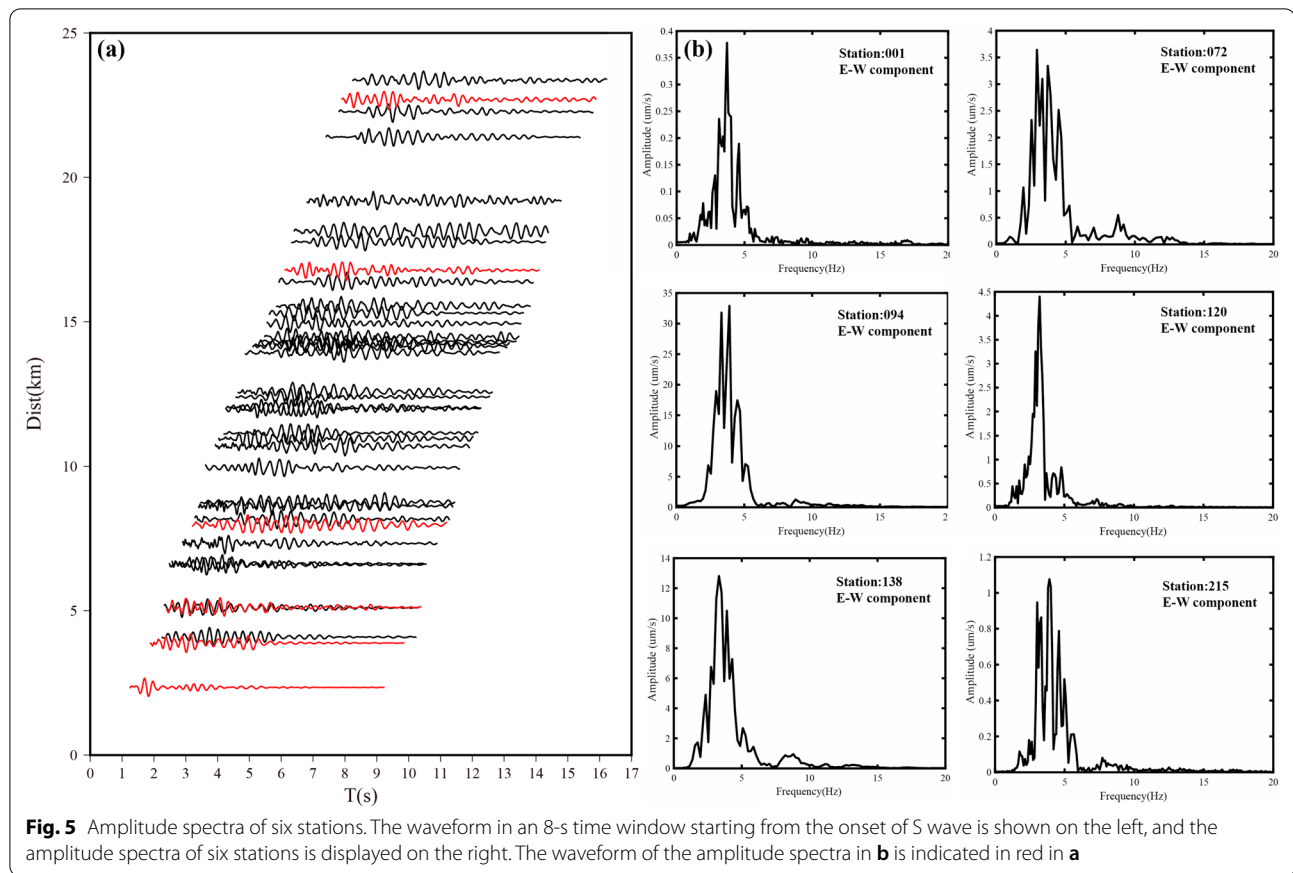 (a)
25
20
15
10
5
0
Dist(km)
0 1 2 3 4 5 6 7 8 9 10 11 12 13 14 15 16 17
T(s)
(b)
Station:001
E-W component
0.4
0.35
0.3
0.25
0.2
0.15
0.1
0.05
0
Amplitude (um/s)
0 5 10 15 20
Frequency(Hz)
Station:072
E-W component
4
3.5
3
2.5
2
1.5
1
0.5
0
Amplitude (um/s)
0 5 10 15 20
Frequency(Hz)
Station:094
E-W component
35
30
25
20
15
10
5
0
Amplitude (um/s)
0 5 10 15 2
Frequency(Hz)
Station:120
E-W component
4.5
4
3.5
3
2.5
2
1.5
1
0.5
0
Amplitude (um/s)
0 5 10 15 20
Frequency(Hz)
Station:138
E-W component
14
12
10
8
6
4
2
0
Amplitude (um/s)
0 5 10 15 20
Frequency(Hz)
Station:215
E-W component
1.2
1
0.8
0.6
0.4
0.2
0
Amplitude (um/s)
0 5 10 15 20
Frequency(Hz)
Fig. 5 Amplitude spectra of six stations. The waveform in an 8-s time window starting from the onset of S wave is shown on the left, and the
amplitude spectra of six stations is displayed on the right. The waveform of the amplitude spectra in b is indicated in red in a